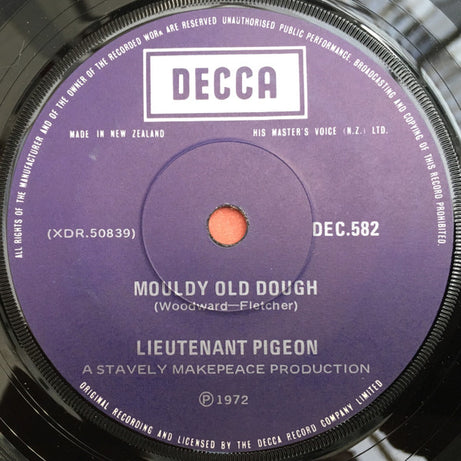 ALL RIGHTS OF THE MANUFACTURER AND OF THE OWNER OF THE RECORDED WORK ARE RESERVED UNAUTHORISED PUBLIC PERFORMANCE, BROADCASTING AND COPYING OF THIS RECORD PROHIBITED.
DECCA
MADE IN NEW ZEALAND
HIS MASTER'S VOICE (N.Z.) LTD.
(XDR.50839)
DEC.582
MOULDY OLD DOUGH
(Woodward—Fletcher)
LIEUTENANT PIGEON
A STAVELY MAKEPEACE PRODUCTION
℗ 1972
ORIGINAL RECORDING AND LICENSED BY THE DECCA RECORD COMPANY LIMITED